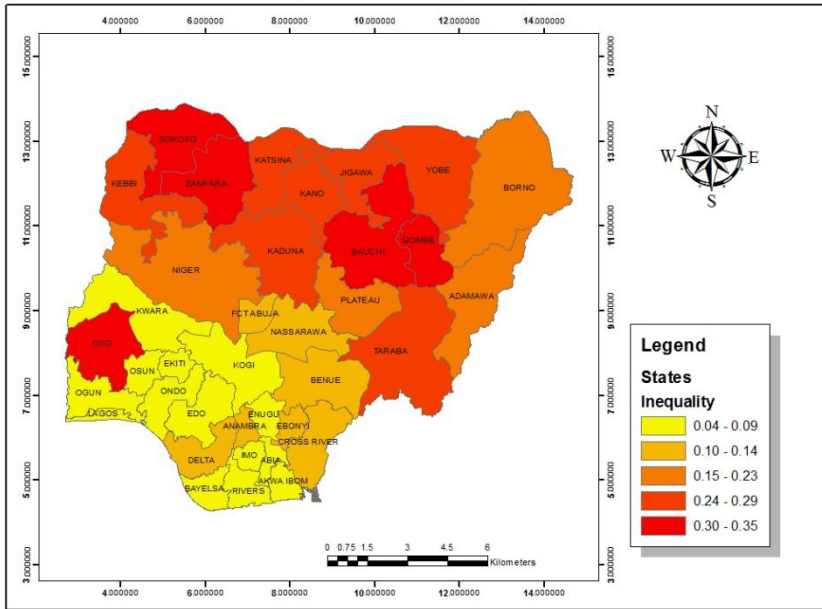 4.000000 6.000000 8.000000 10.000000 12.000000 14.000000
15.000000 15.000000
13.000000 13.000000
11.000000 11.000000
9.000000 9.000000
7.000000 7.000000
5.000000 5.000000
3.000000 3.000000
N
W E
S
SOKOTO
KATSINA
JIGAWA
YOBE
KEBBI
ZAMFARA
KANO
BORNO
KADUNA
BAUCHI
GOMBE
NIGER
PLATEAU
ADAMAWA
KWARA
FCT ABUJA
NASSARAWA
OYO
TARABA
OSUN
EKITI
KOGI
BENUE
OGUN
ONDO
LAGOS
EDO
ENUGU
ANAMBRA
EBONYI
CROSS RIVER
DELTA
IMO
ABIA
BAYELSA
RIVERS
AKWA IBOM
Legend
States
Inequality
0.04 - 0.09
0.10 - 0.14
0.15 - 0.23
0.24 - 0.29
0.30 - 0.35
0 0.75 1.5 3 4.5 6
Kilometers
4.000000 6.000000 8.000000 10.000000 12.000000 14.000000